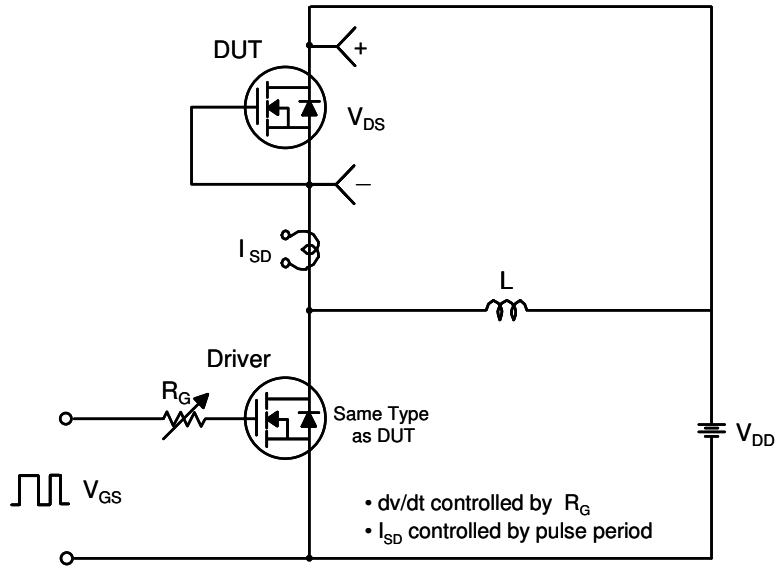 DUT
+
VDS
–
ISD
L
Driver
RG
Same Type
as DUT
VDD
VGS
• dv/dt controlled by RG
• ISD controlled by pulse period